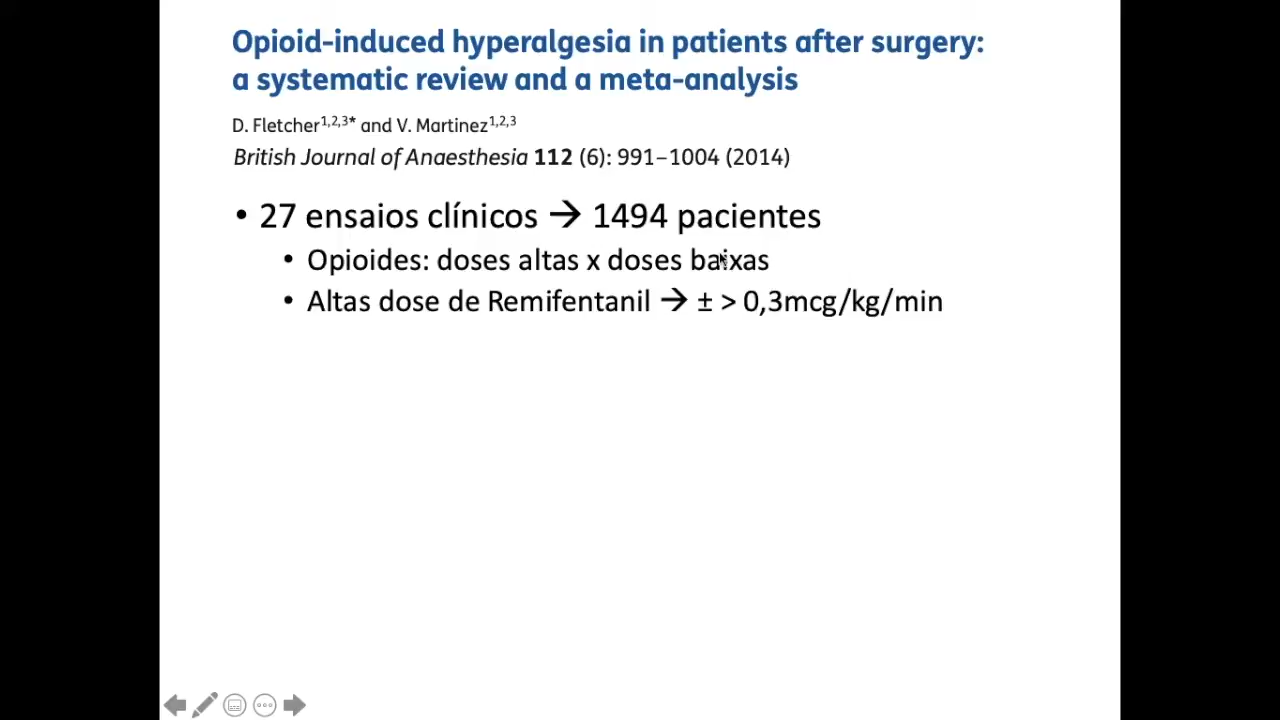 Opioid-induced hyperalgesia in patients after surgery:
a systematic review and a meta-analysis
D. Fletcher1,2,3* and V. Martinez1,2,3
British Journal of Anaesthesia 112 (6): 991–1004 (2014)
• 27 ensaios clínicos → 1494 pacientes
• Opioides: doses altas x doses baixas
• Altas dose de Remifentanil → ± > 0,3mcg/kg/min